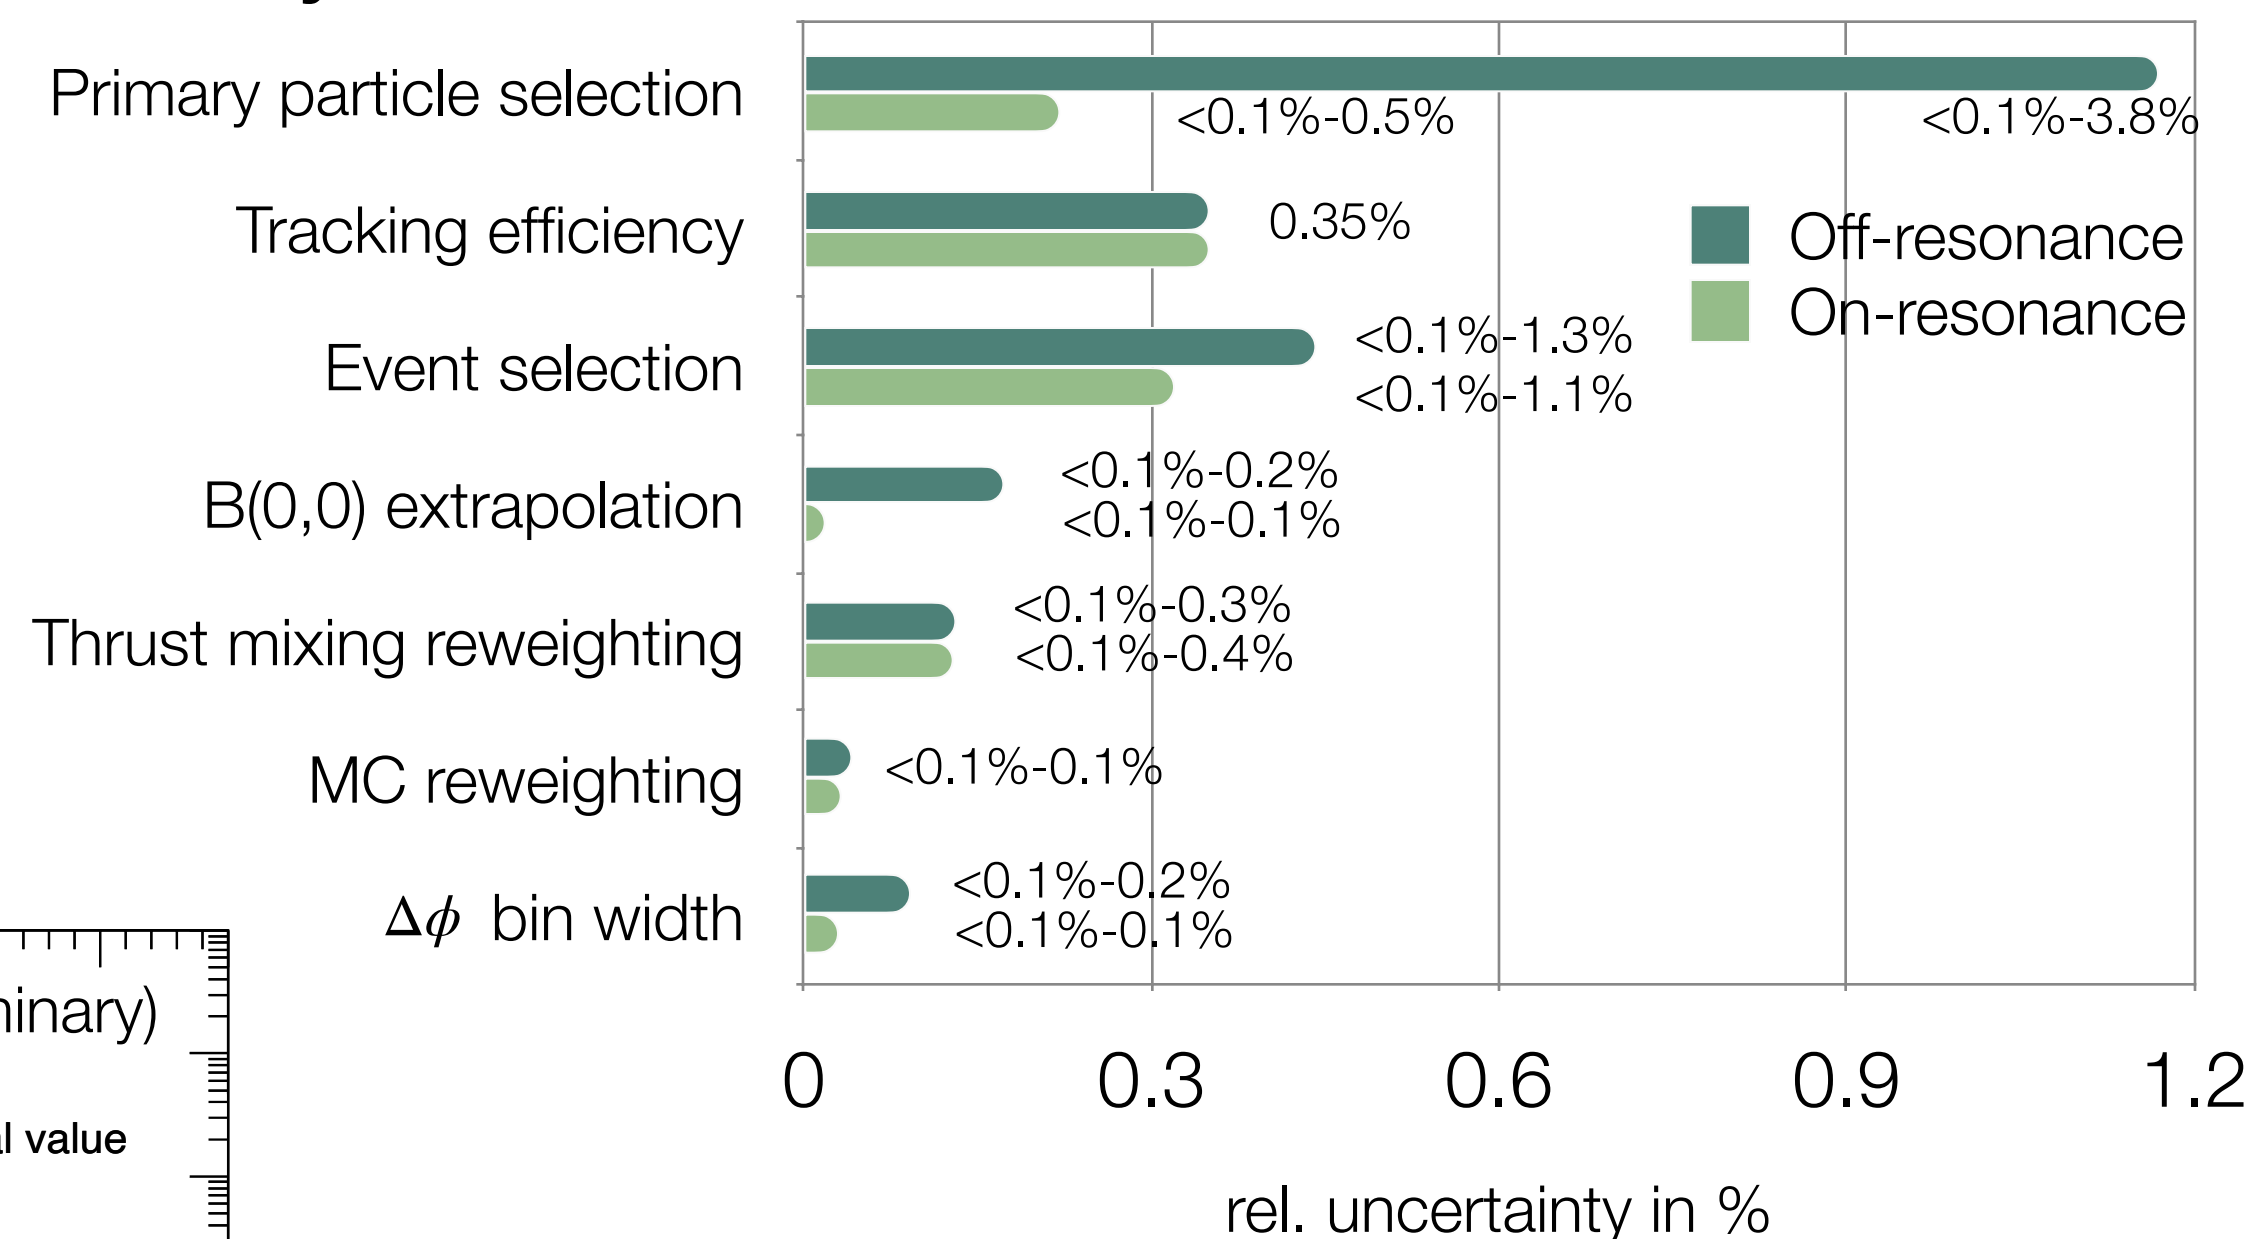 Primary particle selection
<0.1%-0.5%
<0.1%-3.8%
Tracking efficiency
0.35%
Off-resonance
On-resonance
Event selection
<0.1%-1.3%
<0.1%-1.1%
B(0,0) extrapolation
<0.1%-0.2%
<0.1%-0.1%
Thrust mixing reweighting
<0.1%-0.3%
<0.1%-0.4%
MC reweighting
<0.1%-0.1%
Δϕ bin width
<0.1%-0.2%
<0.1%-0.1%
0 0.3 0.6 0.9 1.2
rel. uncertainty in %
value